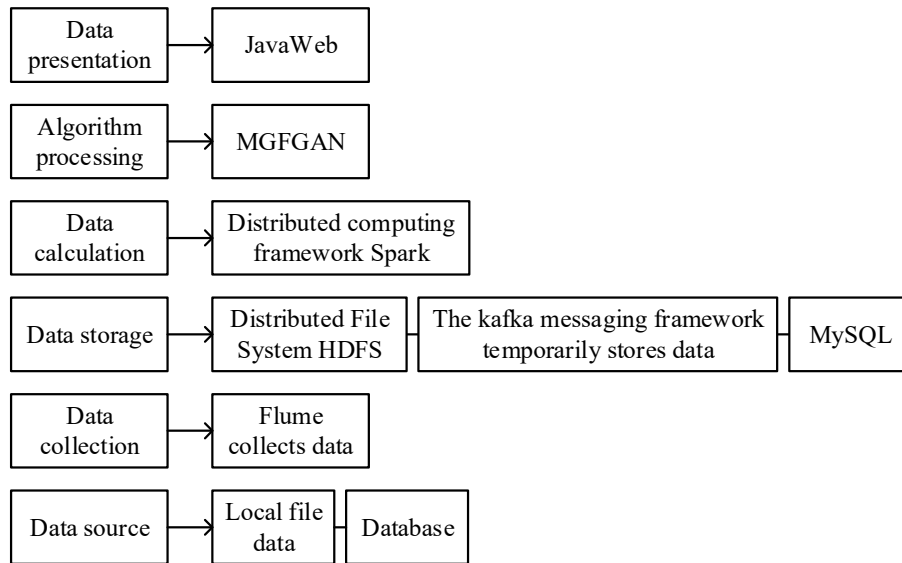 Data
presentation
JavaWeb
Algorithm
processing
MGFGAN
Data
calculation
Distributed computing
framework Spark
Data storage
Distributed File
System HDFS
The kafka messaging framework
temporarily stores data
MySQL
Data
collection
Flume
collects data
Data source
Local file
data
Database